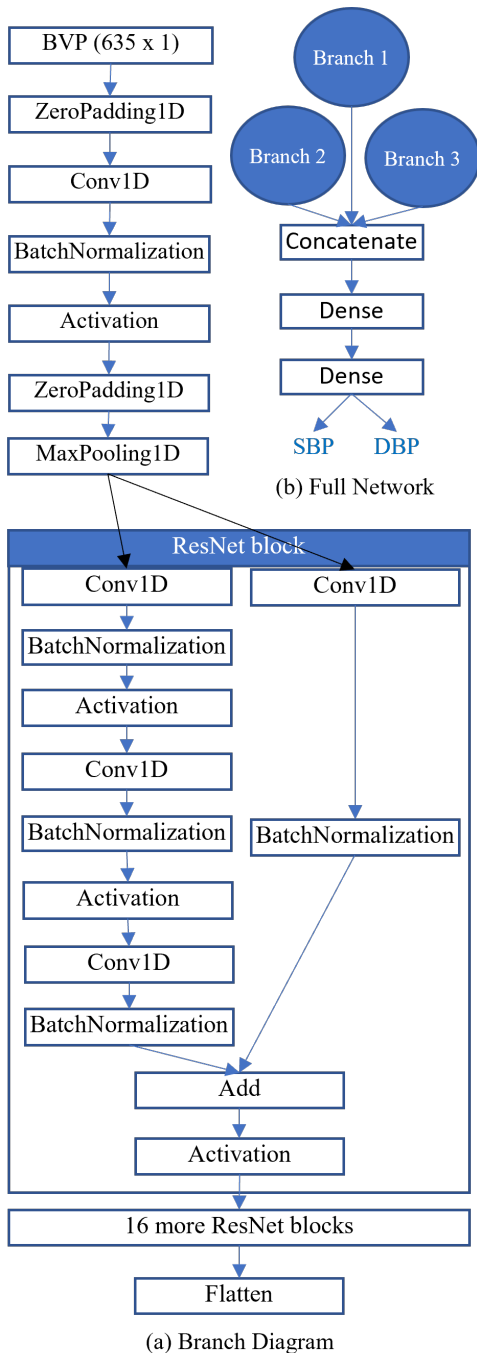 BVP (635 x 1)
ZeroPadding1D
Conv1D
BatchNormalization
Activation
ZeroPadding1D
MaxPooling1D
Branch 1
Branch 2
Branch 3
Concatenate
Dense
Dense
SBP
DBP
(b) Full Network
ResNet block
Conv1D
BatchNormalization
Activation
Conv1D
BatchNormalization
Activation
Conv1D
BatchNormalization
Conv1D
BatchNormalization
Add
Activation
16 more ResNet blocks
Flatten
(a) Branch Diagram